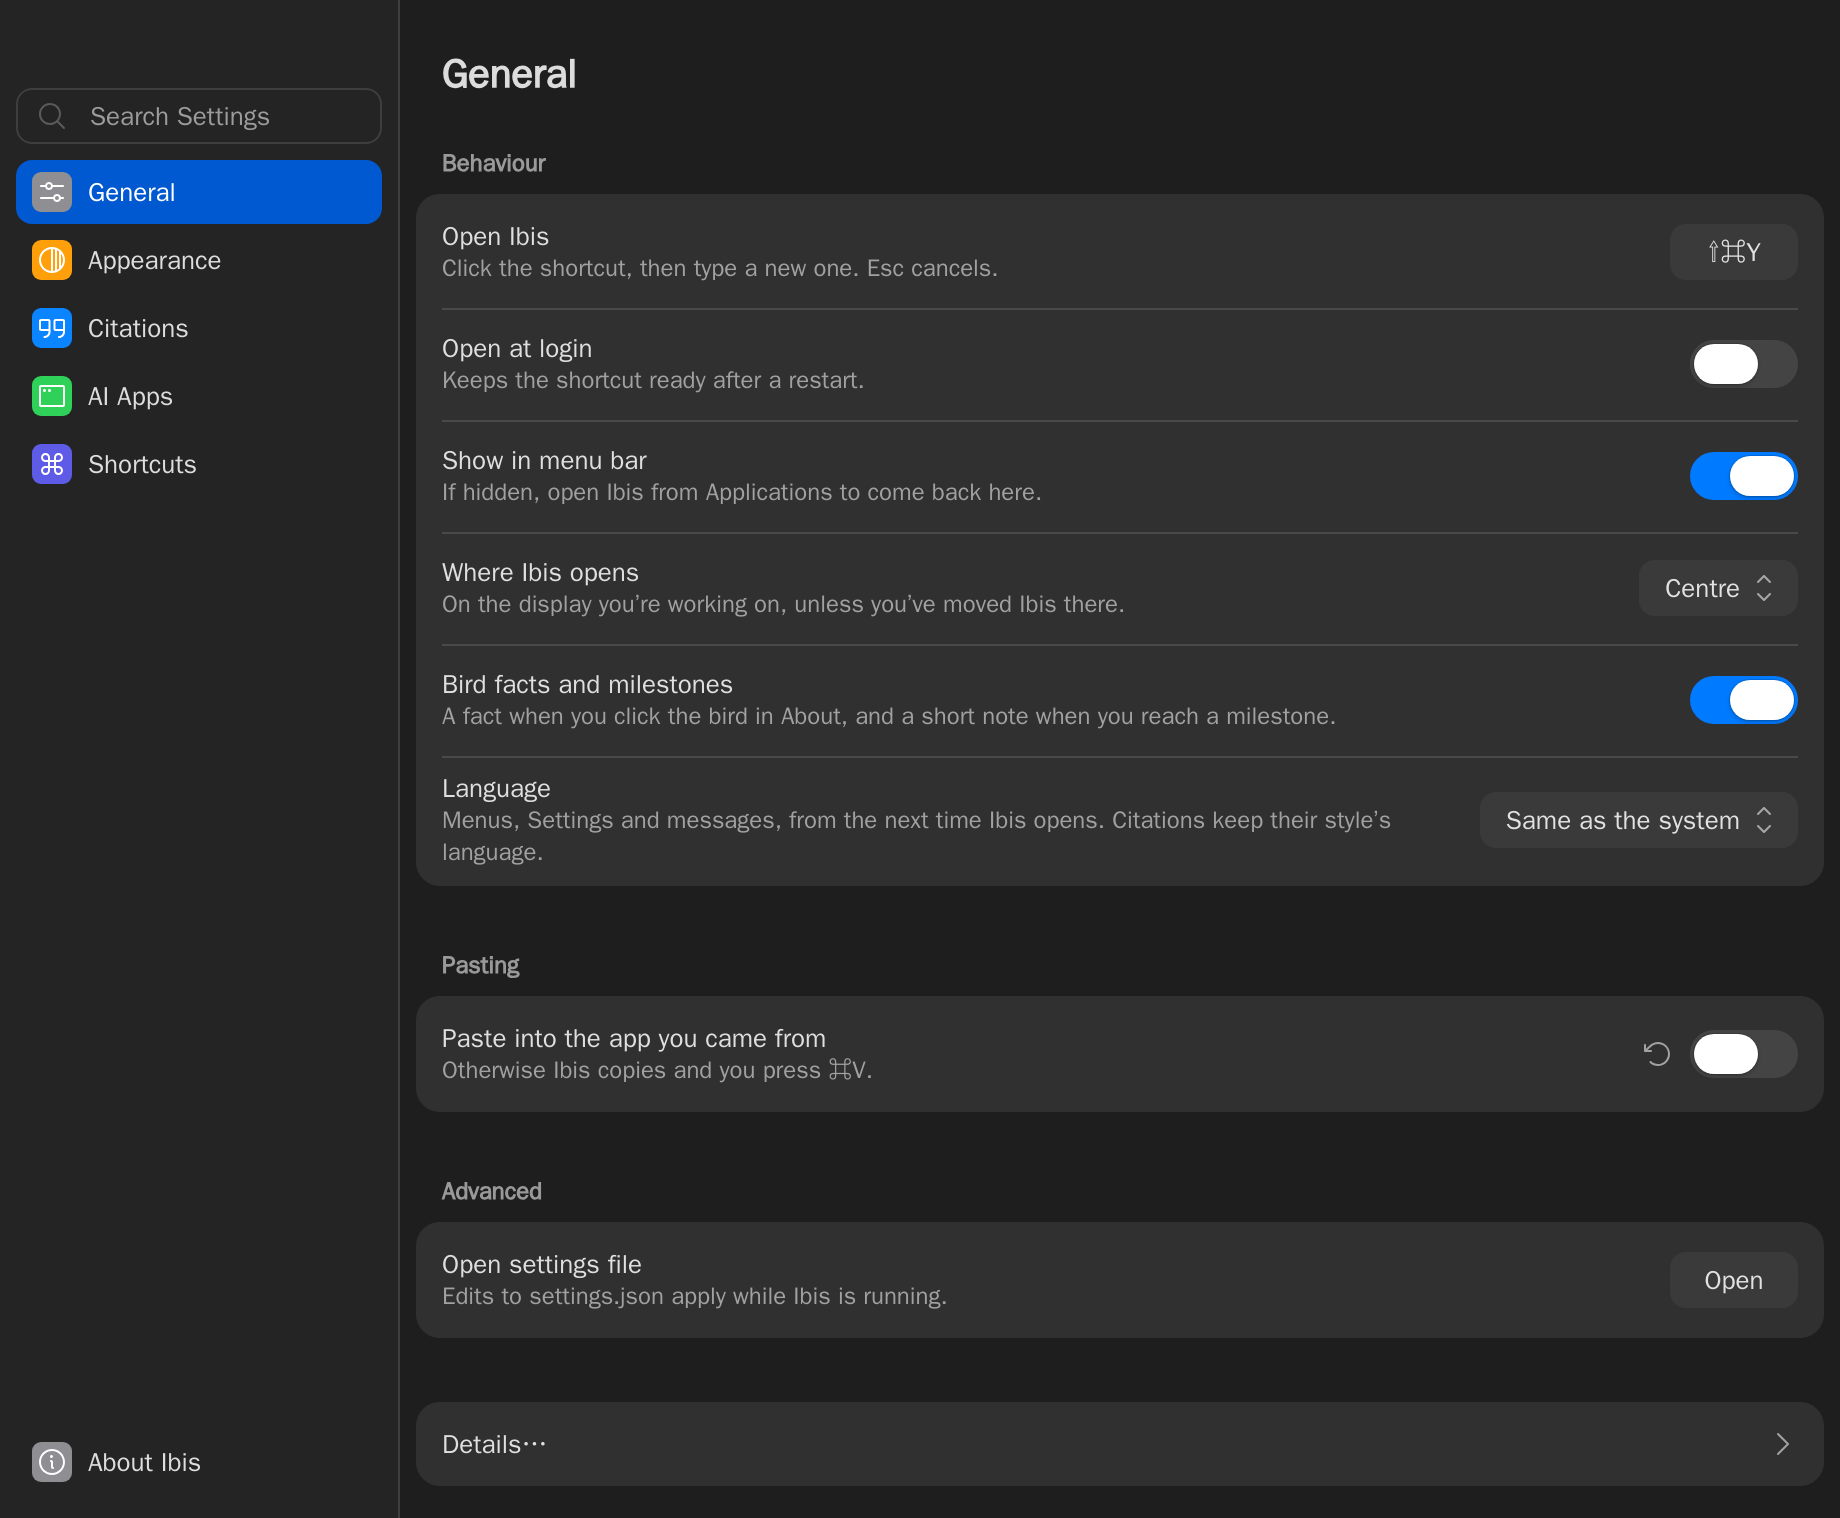 General
Search Settings
General
Appearance
Citations
AI Apps
Shortcuts
About Ibis
Behaviour
Open Ibis
Click the shortcut, then type a new one. Esc cancels.
⇧⌘Y
Open at login
Keeps the shortcut ready after a restart.
Show in menu bar
If hidden, open Ibis from Applications to come back here.
Where Ibis opens
On the display you’re working on, unless you’ve moved Ibis there.
Centre
Bird facts and milestones
A fact when you click the bird in About, and a short note when you reach a milestone.
Language
Menus, Settings and messages, from the next time Ibis opens. Citations keep their style’s
language.
Same as the system
Pasting
Paste into the app you came from
Otherwise Ibis copies and you press ⌘V.
Advanced
Open settings file
Edits to settings.json apply while Ibis is running.
Open
Details…